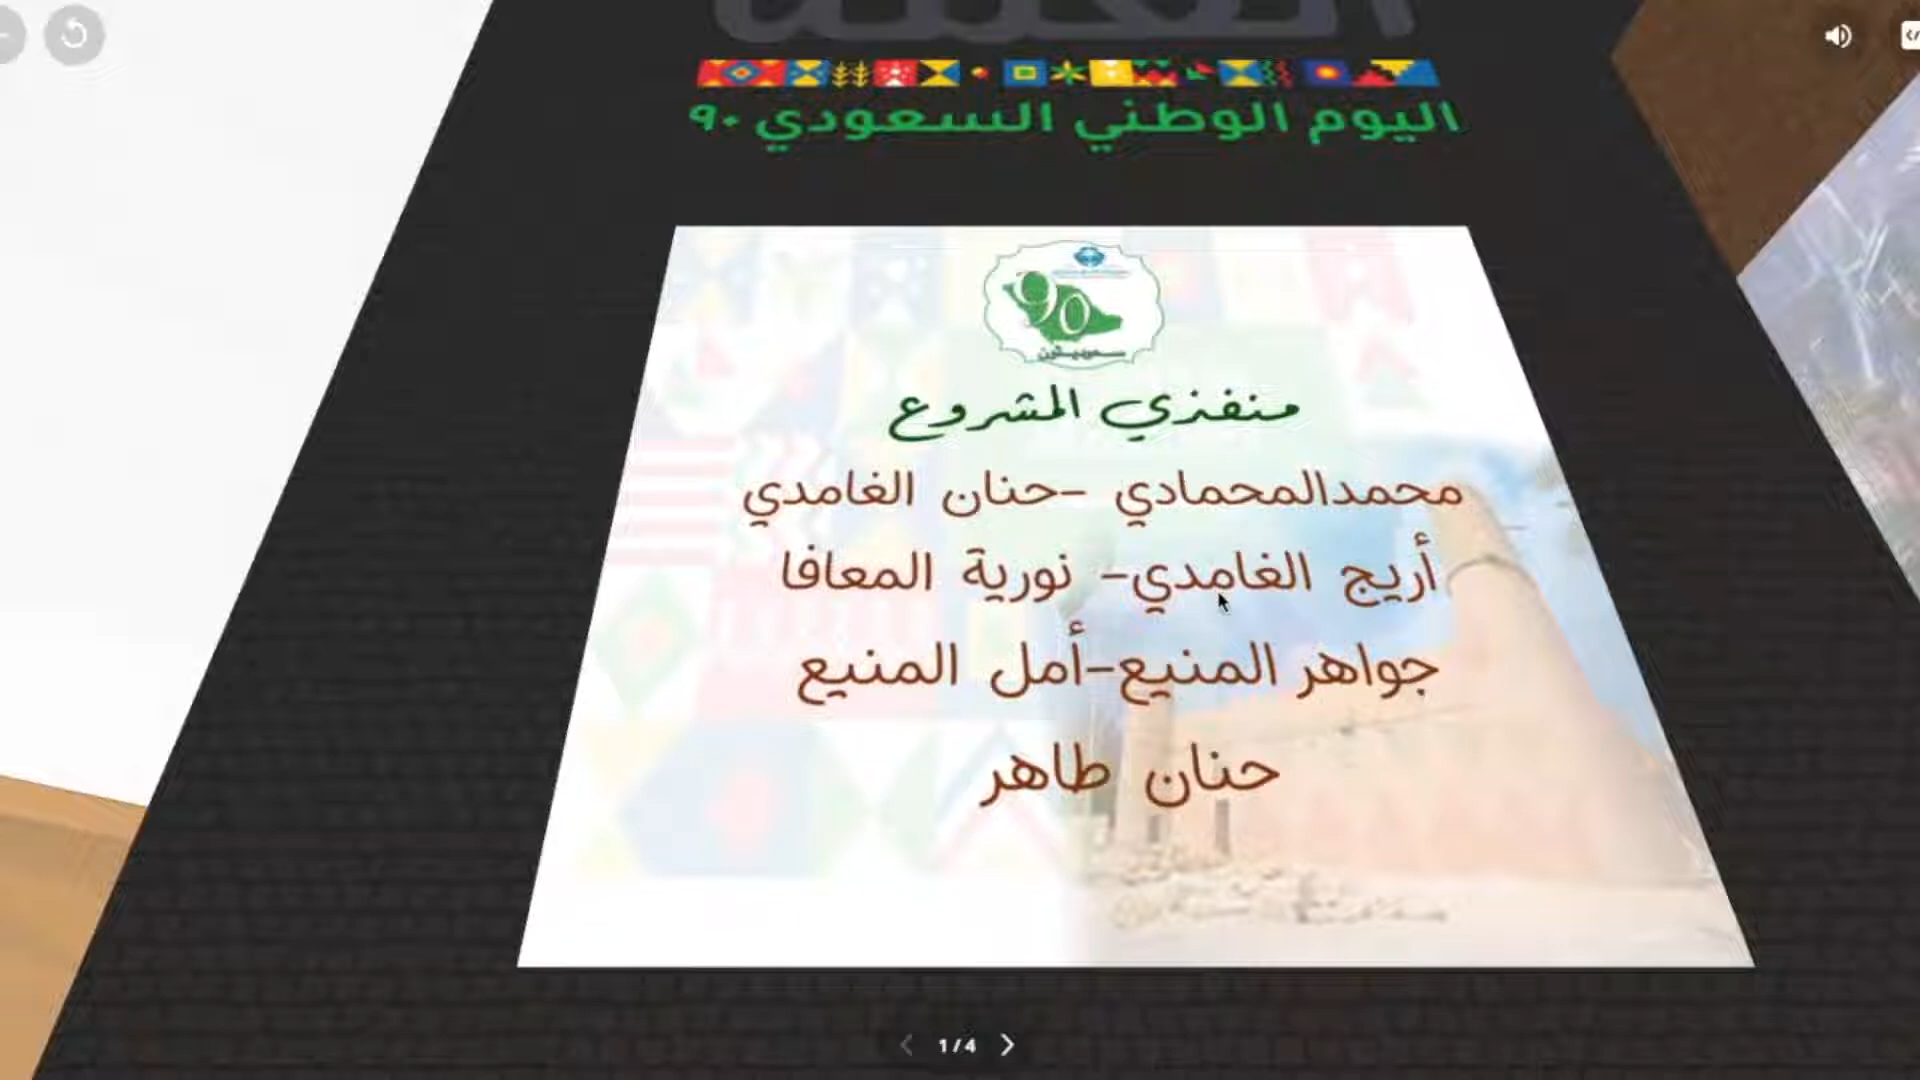 اليوم الوطني السعودي ٩٠
90
منفذي المشروع
محمدالمحمادي -حنان الغامدي
أريج الغامدي- نورية المعافا
جواهر المنيع-أمل المنيع
حنان طاهر
1/4